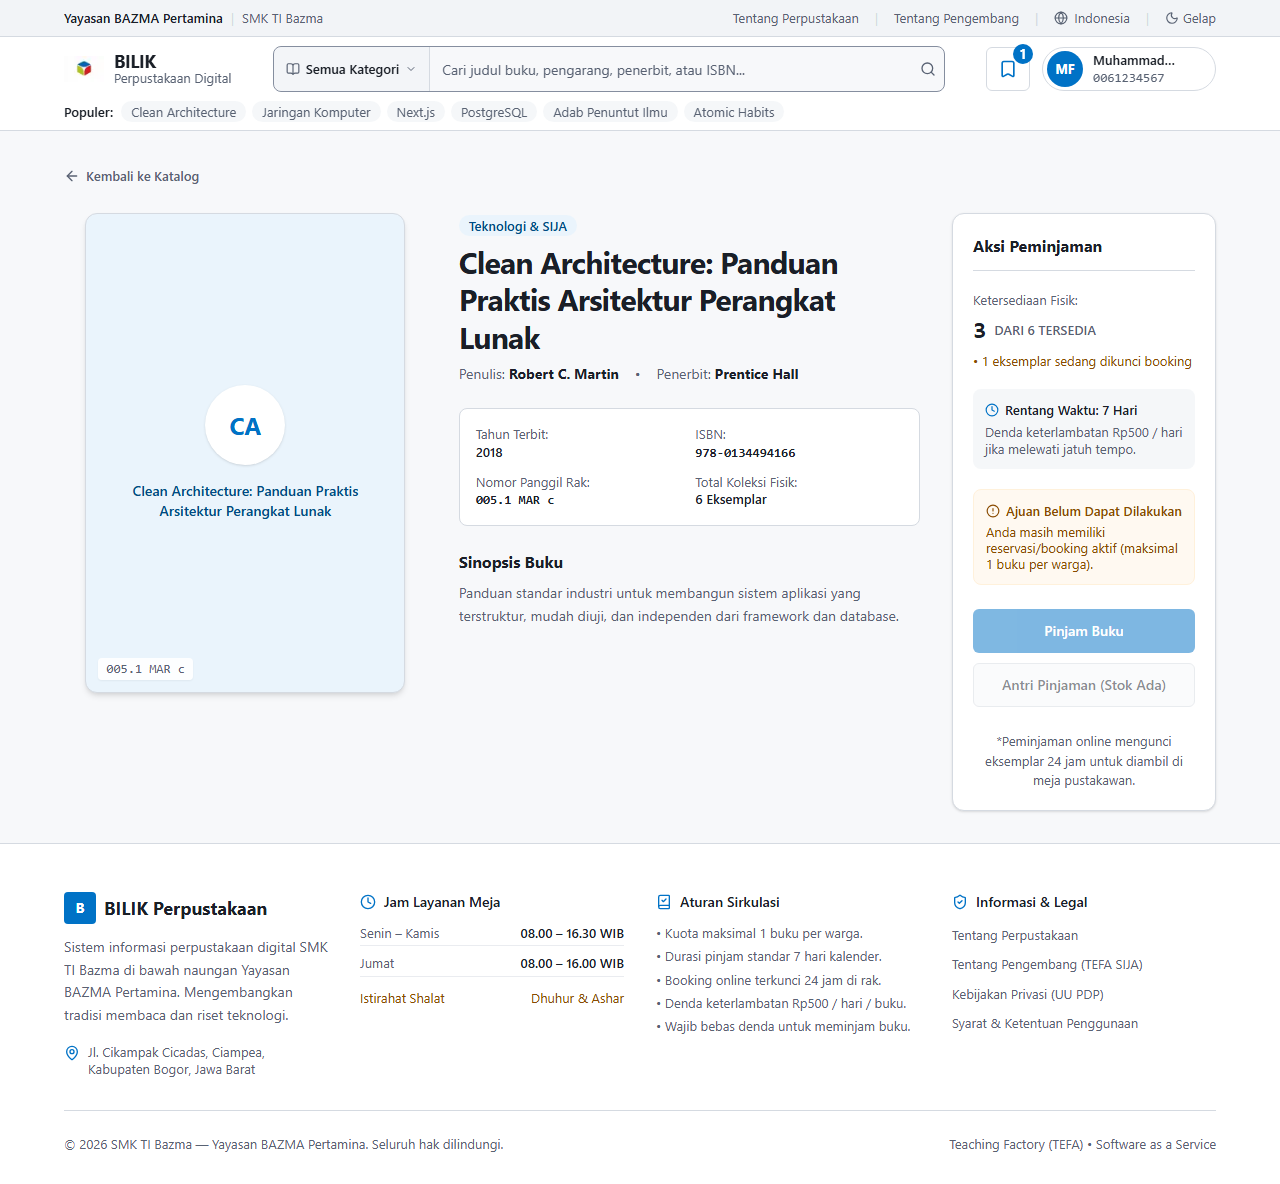 Yayasan BAZMA Pertamina | SMK TI Bazma
Tentang Perpustakaan | Tentang Pengembang | Indonesia | Gelap
BILIK
Perpustakaan Digital
Semua Kategori
Cari judul buku, pengarang, penerbit, atau ISBN...
1
MF
Muhammad...
0061234567
Populer: Clean Architecture Jaringan Komputer Next.js PostgreSQL Adab Penuntut Ilmu Atomic Habits
Kembali ke Katalog
CA
Clean Architecture: Panduan Praktis
Arsitektur Perangkat Lunak
005.1 MAR c
Teknologi & SIJA
Clean Architecture: Panduan
Praktis Arsitektur Perangkat
Lunak
Penulis: Robert C. Martin • Penerbit: Prentice Hall
Tahun Terbit:
2018
ISBN:
978-0134494166
Nomor Panggil Rak:
005.1 MAR c
Total Koleksi Fisik:
6 Eksemplar
Sinopsis Buku
Panduan standar industri untuk membangun sistem aplikasi yang
terstruktur, mudah diuji, dan independen dari framework dan database.
Aksi Peminjaman
Ketersediaan Fisik:
3 DARI 6 TERSEDIA
• 1 eksemplar sedang dikunci booking
Rentang Waktu: 7 Hari
Denda keterlambatan Rp500 / hari
jika melewati jatuh tempo.
Ajuan Belum Dapat Dilakukan
Anda masih memiliki
reservasi/booking aktif (maksimal
1 buku per warga).
Pinjam Buku
Antri Pinjaman (Stok Ada)
*Peminjaman online mengunci
eksemplar 24 jam untuk diambil di
meja pustakawan.
B
BILIK Perpustakaan
Sistem informasi perpustakaan digital SMK
TI Bazma di bawah naungan Yayasan
BAZMA Pertamina. Mengembangkan
tradisi membaca dan riset teknologi.
Jl. Cikampak Cicadas, Ciampea,
Kabupaten Bogor, Jawa Barat
Jam Layanan Meja
Senin – Kamis 08.00 – 16.30 WIB
Jumat 08.00 – 16.00 WIB
Istirahat Shalat Dhuhur & Ashar
Aturan Sirkulasi
• Kuota maksimal 1 buku per warga.
• Durasi pinjam standar 7 hari kalender.
• Booking online terkunci 24 jam di rak.
• Denda keterlambatan Rp500 / hari / buku.
• Wajib bebas denda untuk meminjam buku.
Informasi & Legal
Tentang Perpustakaan
Tentang Pengembang (TEFA SIJA)
Kebijakan Privasi (UU PDP)
Syarat & Ketentuan Penggunaan
© 2026 SMK TI Bazma — Yayasan BAZMA Pertamina. Seluruh hak dilindungi.
Teaching Factory (TEFA) • Software as a Service